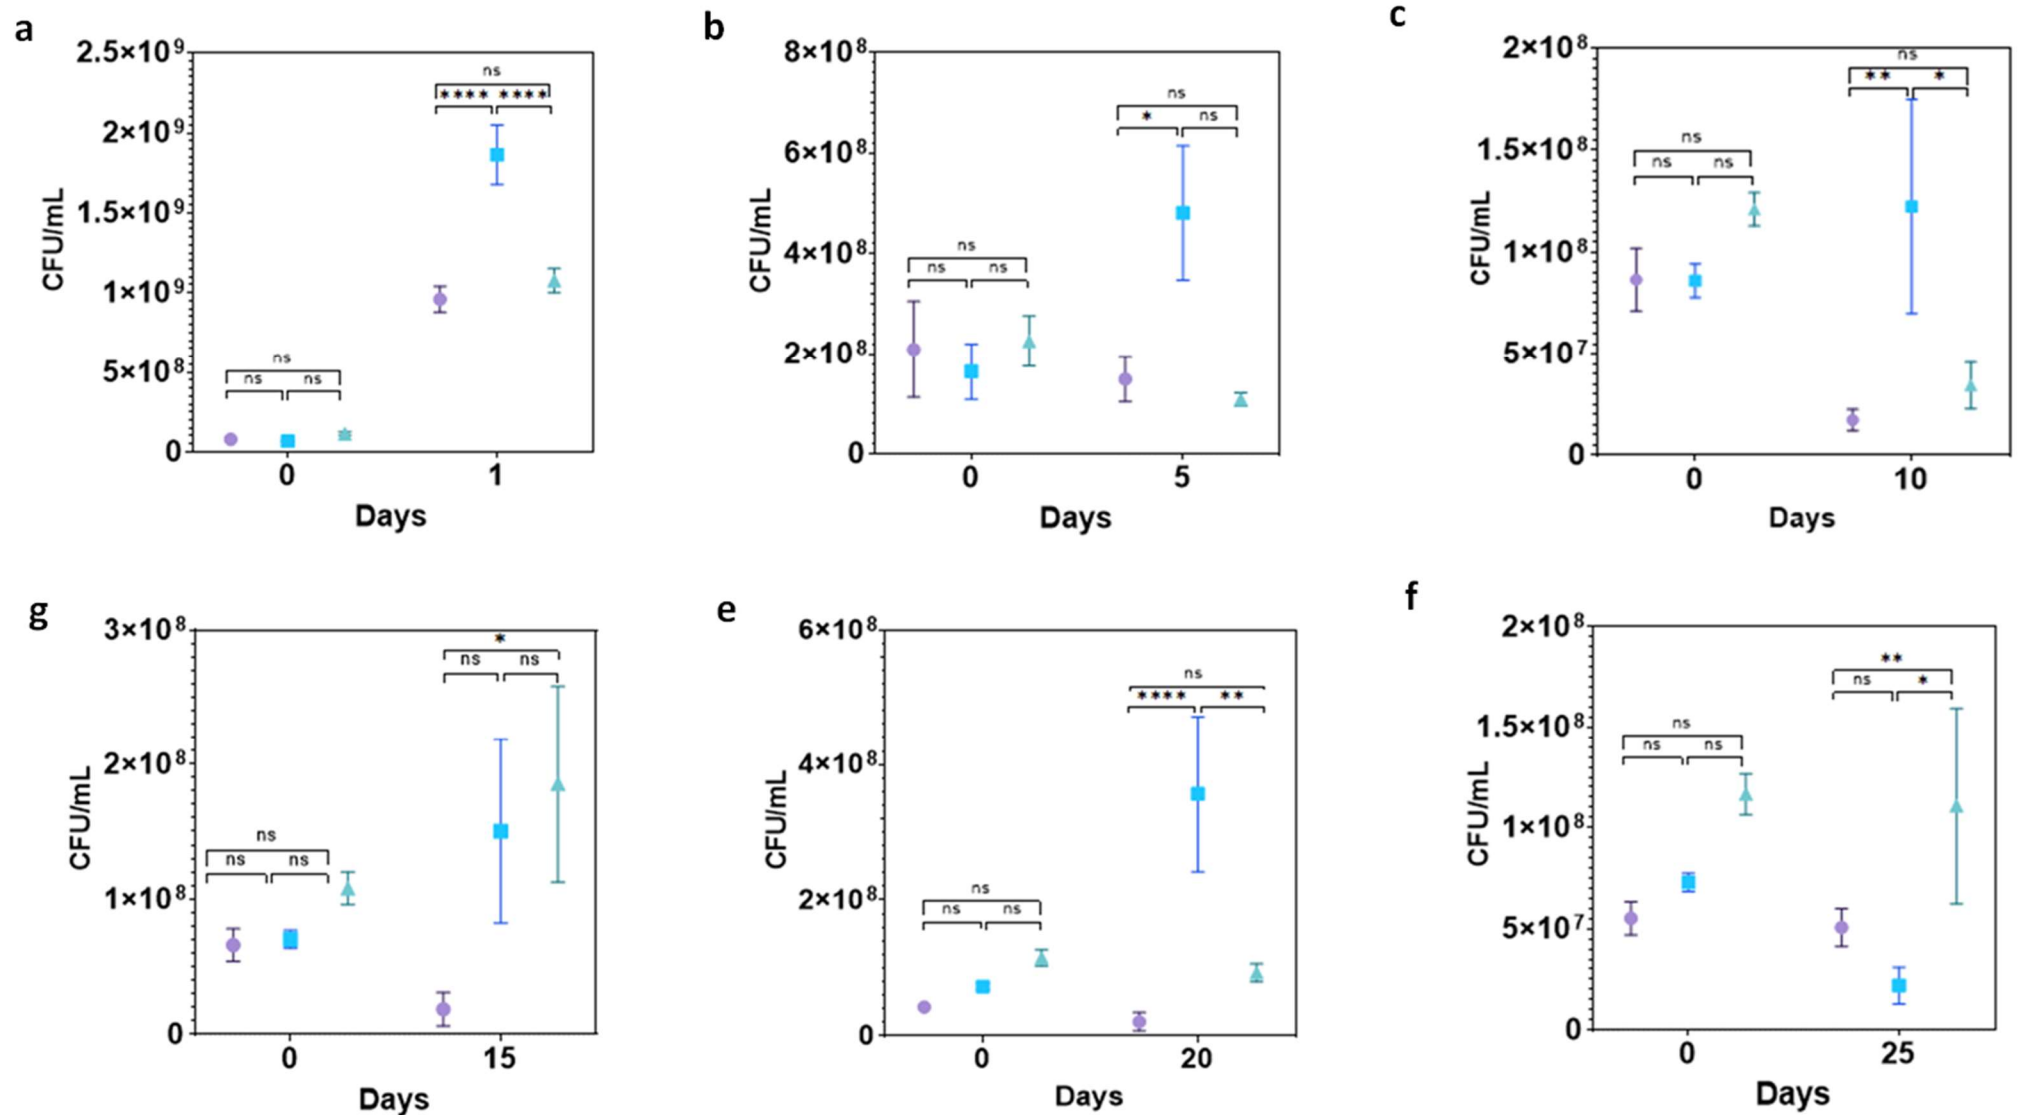 a
2.5×10⁹
2×10⁹
1.5×10⁹
1×10⁹
5×10⁸
0
CFU/mL
ns
ns ns
ns
**** ****
0 1
Days
b
8×10⁸
6×10⁸
4×10⁸
2×10⁸
0
CFU/mL
ns
ns ns
ns
* ns
0 5
Days
c
2×10⁸
1.5×10⁸
1×10⁸
5×10⁷
0
CFU/mL
ns
ns ns
ns
** *
0 10
Days
g
3×10⁸
2×10⁸
1×10⁸
0
CFU/mL
ns
ns ns
*
ns ns
0 15
Days
e
6×10⁸
4×10⁸
2×10⁸
0
CFU/mL
ns
ns ns
ns
**** **
0 20
Days
f
2×10⁸
1.5×10⁸
1×10⁸
5×10⁷
0
CFU/mL
ns
ns ns
**
ns *
0 25
Days